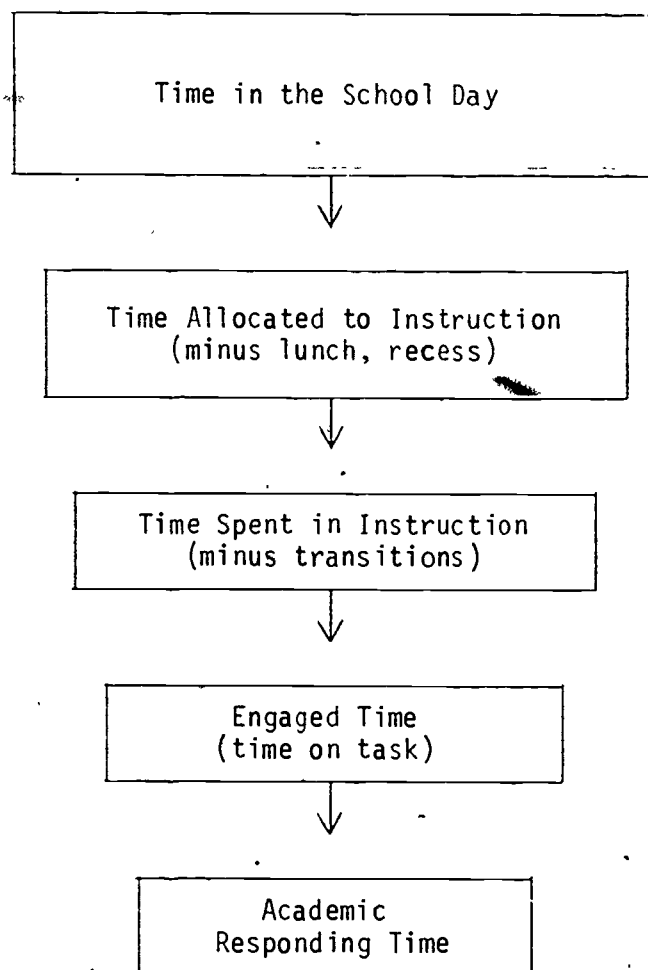 Time in the School Day
Time Allocated to Instruction
(minus lunch, recess)
Time Spent in Instruction
(minus transitions)
Engaged Time
(time on task)
Academic
Responding Time